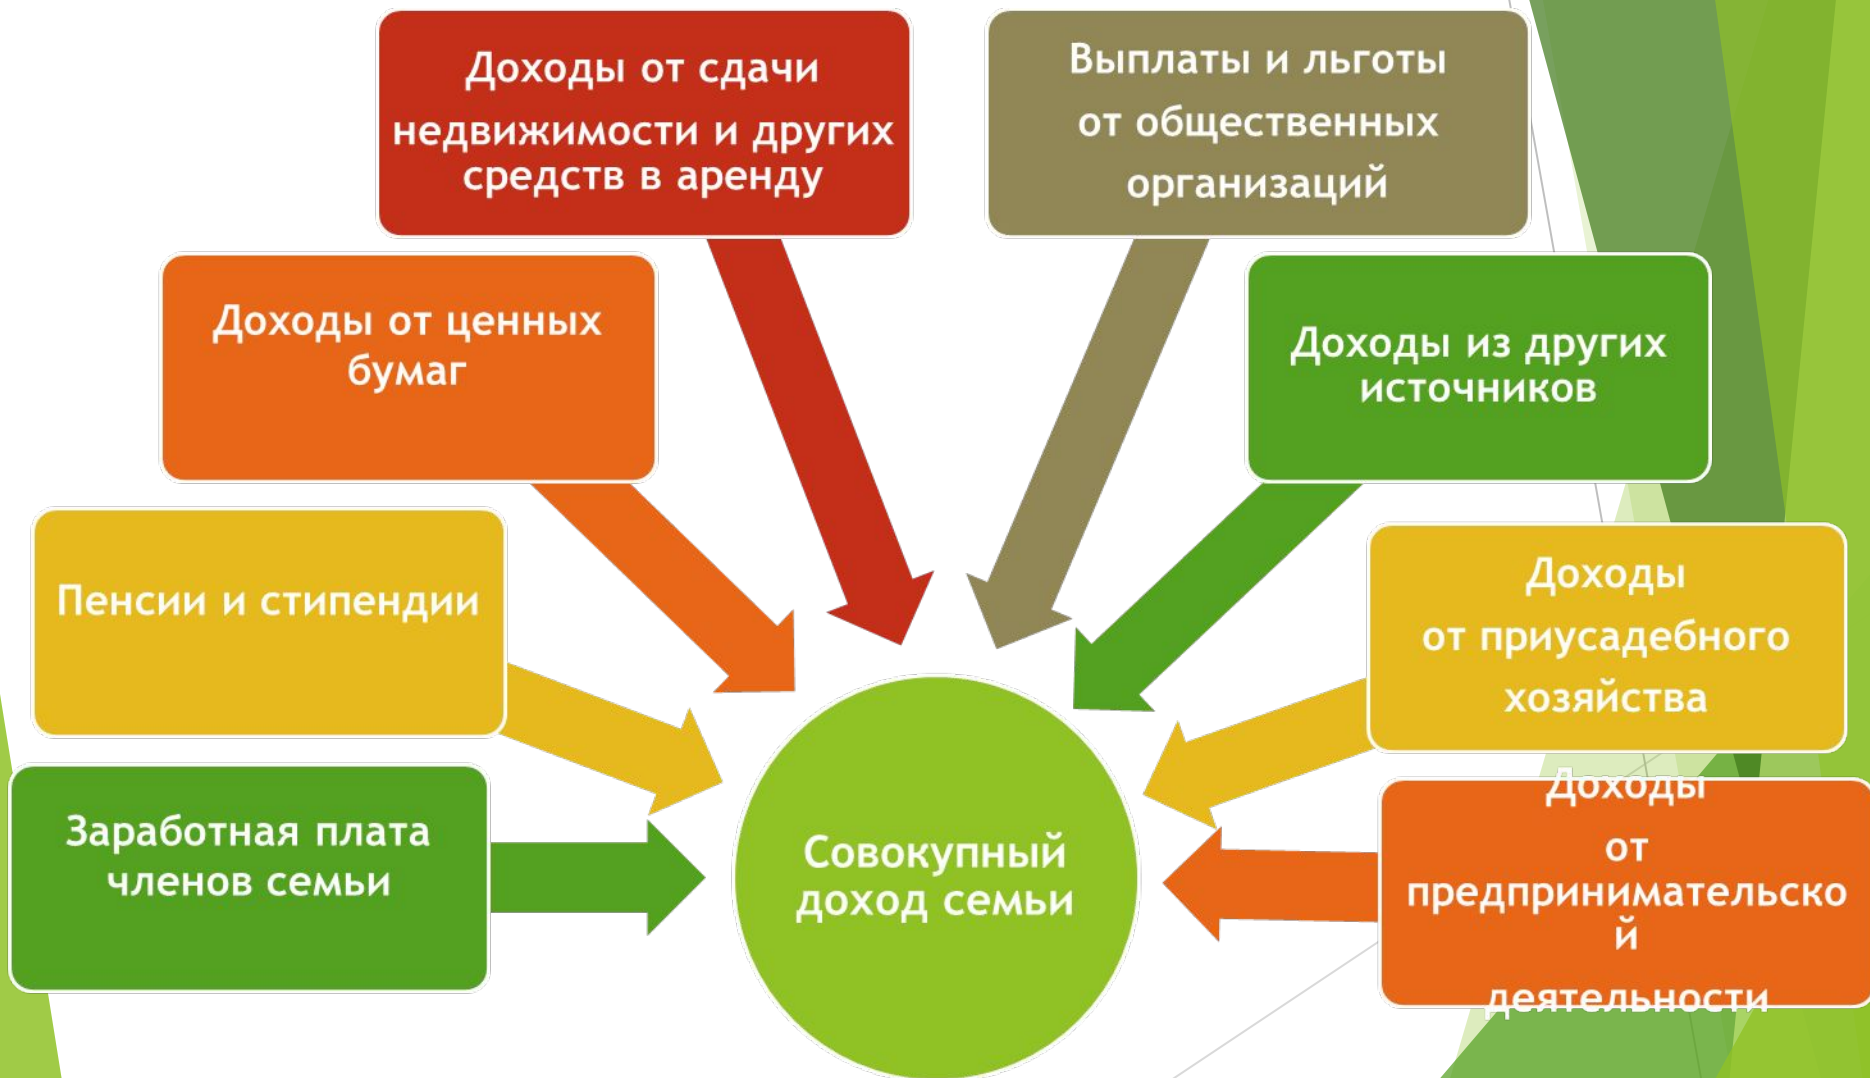 Доходы от сдачи
недвижимости и других
средств в аренду
Выплаты и льготы
от общественных
организаций
Доходы от ценных
бумаг
Доходы из других
источников
Пенсии и стипендии
Доходы
от приусадебного
хозяйства
Заработная плата
членов семьи
Доходы
от
предпринимательско
й
деятельности
Совокупный
доход семьи